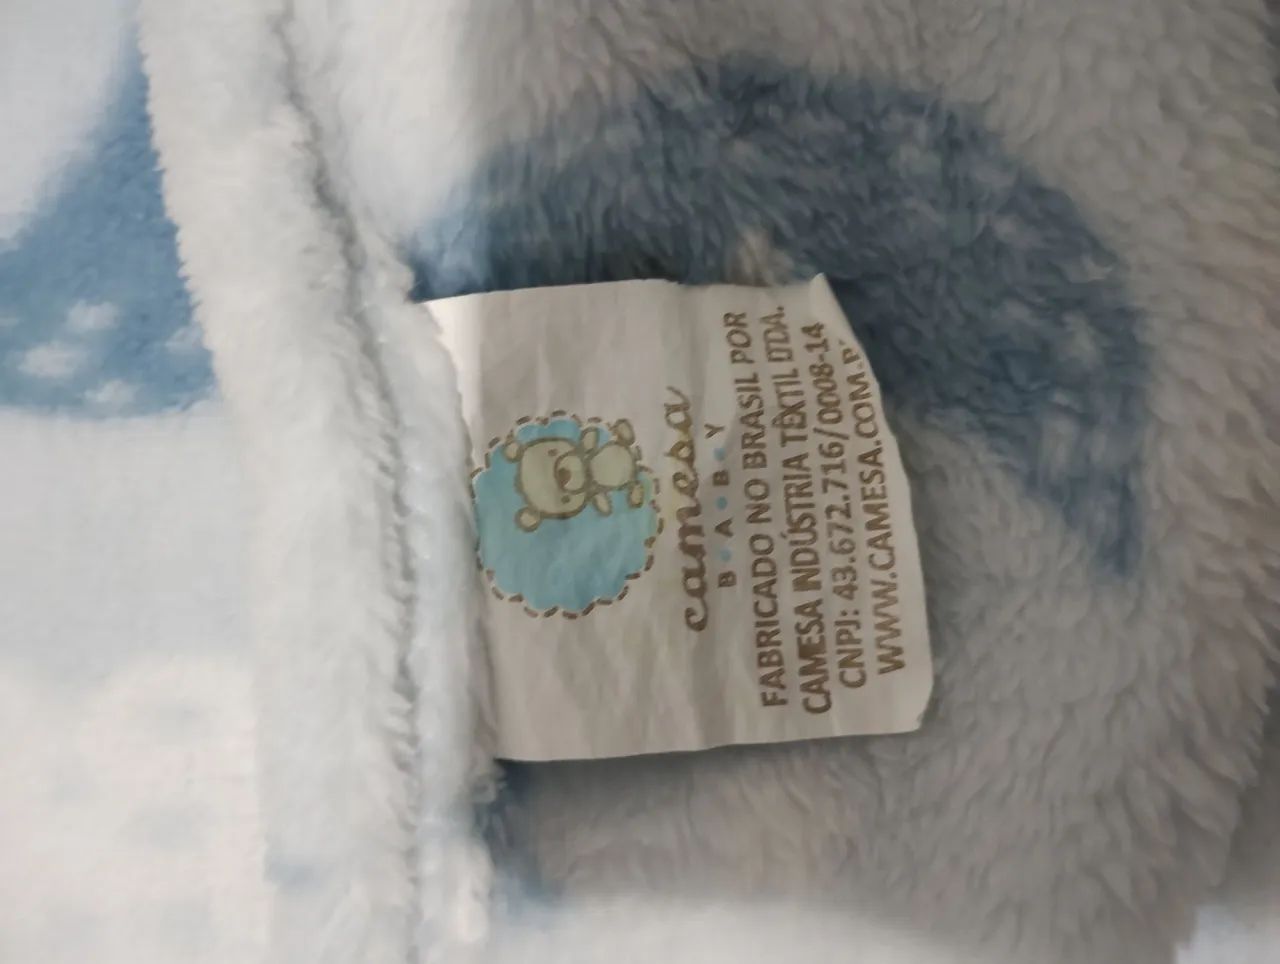 camesa
B • A • B • Y
FABRICADO NO BRASIL POR
CAMESA INDÚSTRIA TÊXTIL LTDA.
CNPJ: 43.672.716/0008-14
WWW.CAMESA.COM.B